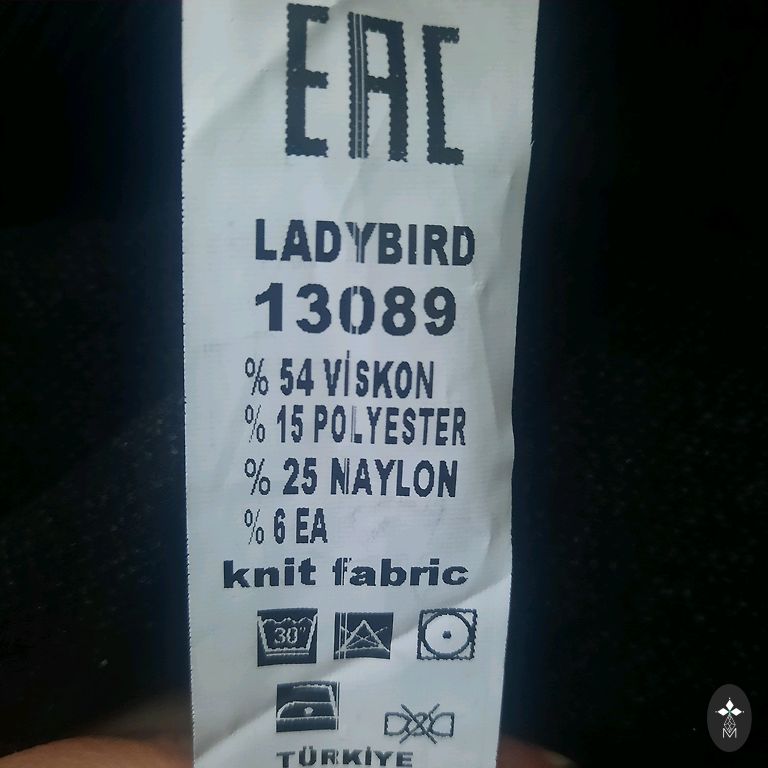 EAC
LADYBIRD
13089
% 54 VİSKON
% 15 POLYESTER
% 25 NAYLON
% 6 EA
knit fabric
30°
TÜRKİYE
M